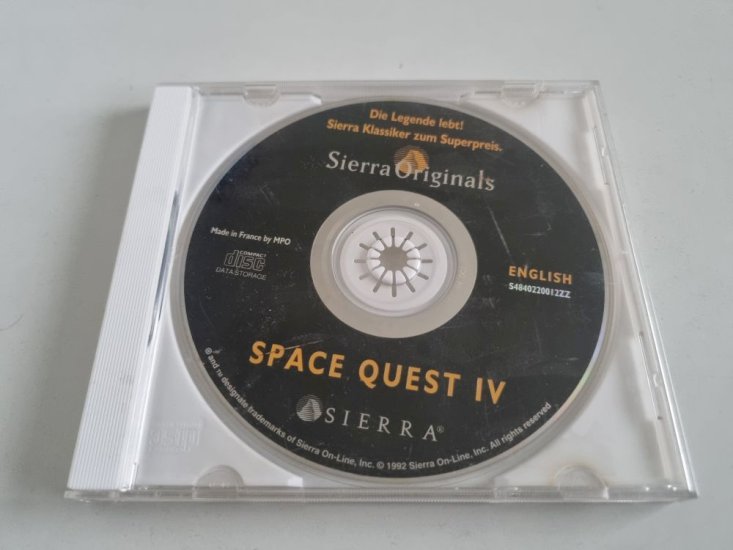 Die Legende lebt!
Sierra Klassiker zum Superpreis.
Sierra Originals
Made in France by MPO
COMPACT
disc
DATA STORAGE
ENGLISH
S4840220012ZZ
SPACE QUEST IV
SIERRA®
® and TM designate trademarks of Sierra On-Line, Inc. © 1992 Sierra On-Line, Inc. All rights reserved